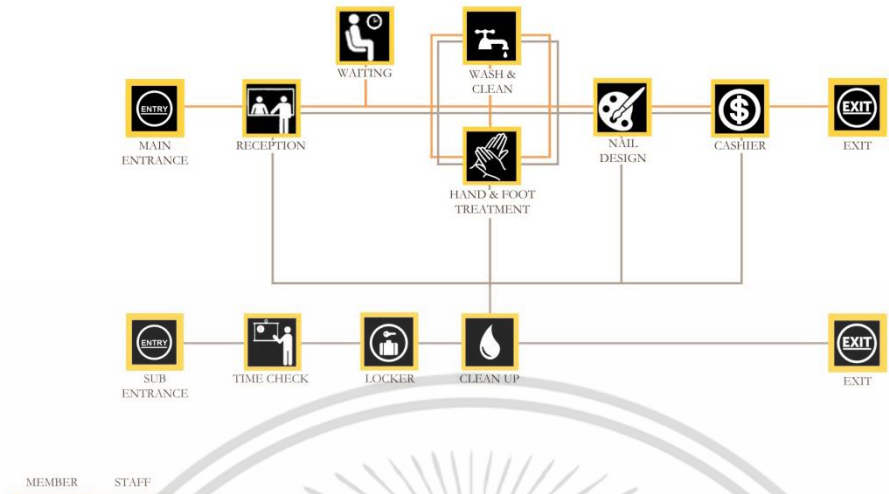 WAITING
WASH &
CLEAN
ENTRY
EXIT
MAIN
ENTRANCE
RECEPTION
NAIL
DESIGN
CASHIER
EXIT
HAND & FOOT
TREATMENT
ENTRY
EXIT
SUB
ENTRANCE
TIME CHECK
LOCKER
CLEAN UP
EXIT
MEMBER STAFF